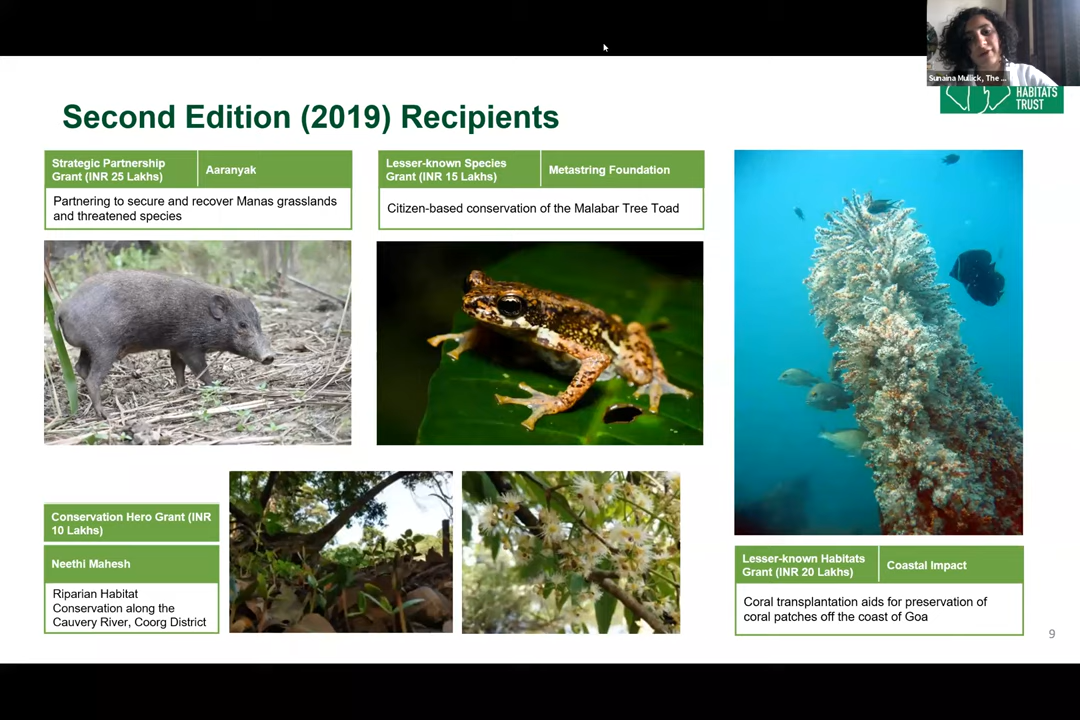 Sunaina Mullick, The ...
HABITATS
TRUST
Second Edition (2019) Recipients
Strategic Partnership
Grant (INR 25 Lakhs)
Aaranyak
Partnering to secure and recover Manas grasslands
and threatened species
Lesser-known Species
Grant (INR 15 Lakhs)
Metastring Foundation
Citizen-based conservation of the Malabar Tree Toad
Conservation Hero Grant (INR
10 Lakhs)
Neethi Mahesh
Riparian Habitat
Conservation along the
Cauvery River, Coorg District
Lesser-known Habitats
Grant (INR 20 Lakhs)
Coastal Impact
Coral transplantation aids for preservation of
coral patches off the coast of Goa
9